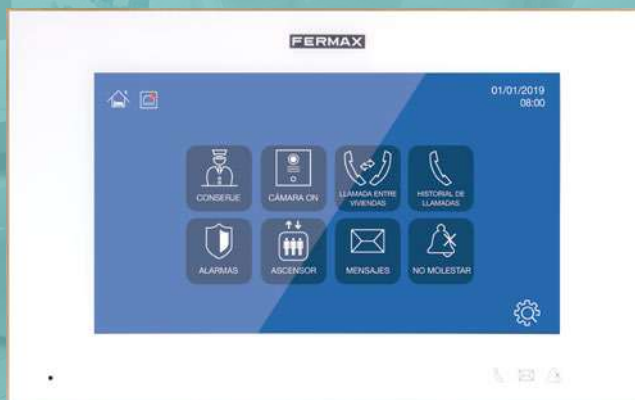 FERMAX
01/01/2019
08:00
CONSERJE
CÁMARA ON
LLAMADA ENTRE
VIVIENDAS
HISTORIAL DE
LLAMADAS
ALARMAS
ASCENSOR
MENSAJES
NO MOLESTAR